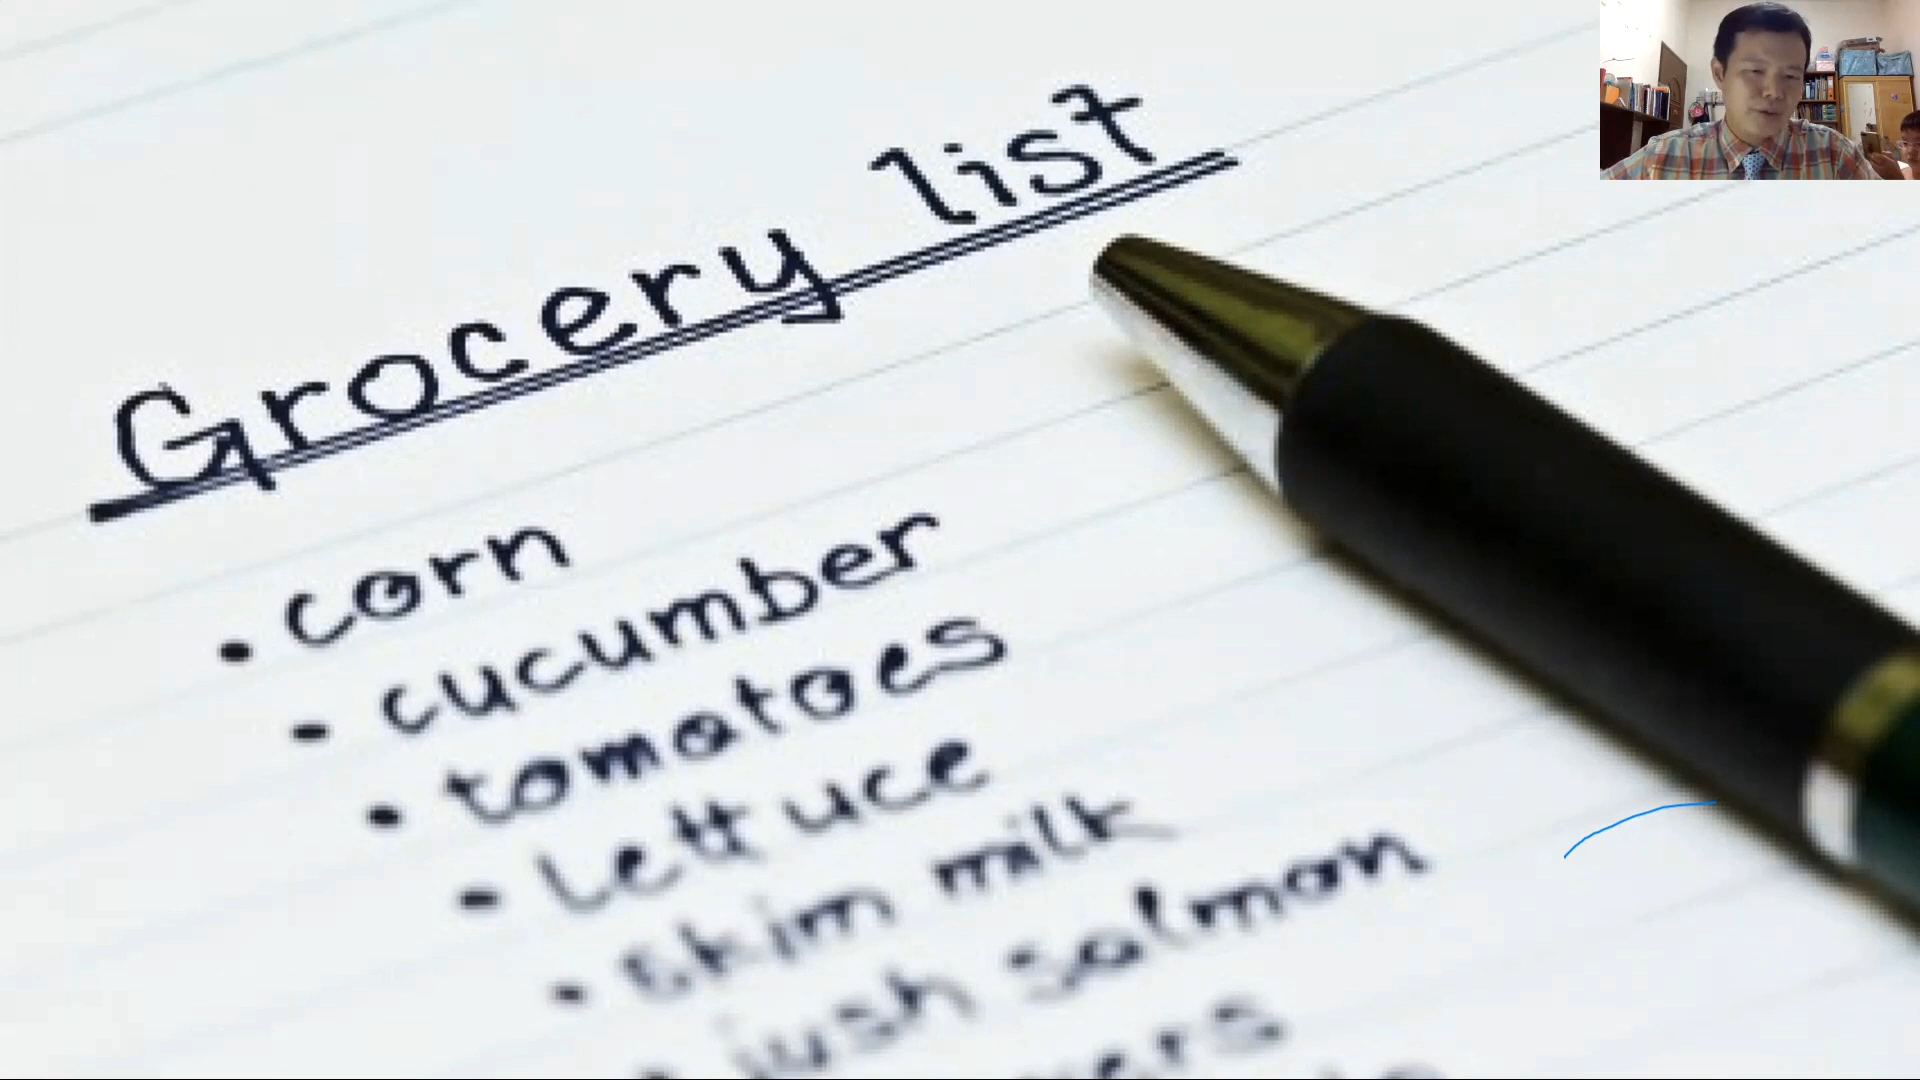 Grocery list
• corn
• cucumber
• tomatoes
• lettuce
• skim milk
salmon